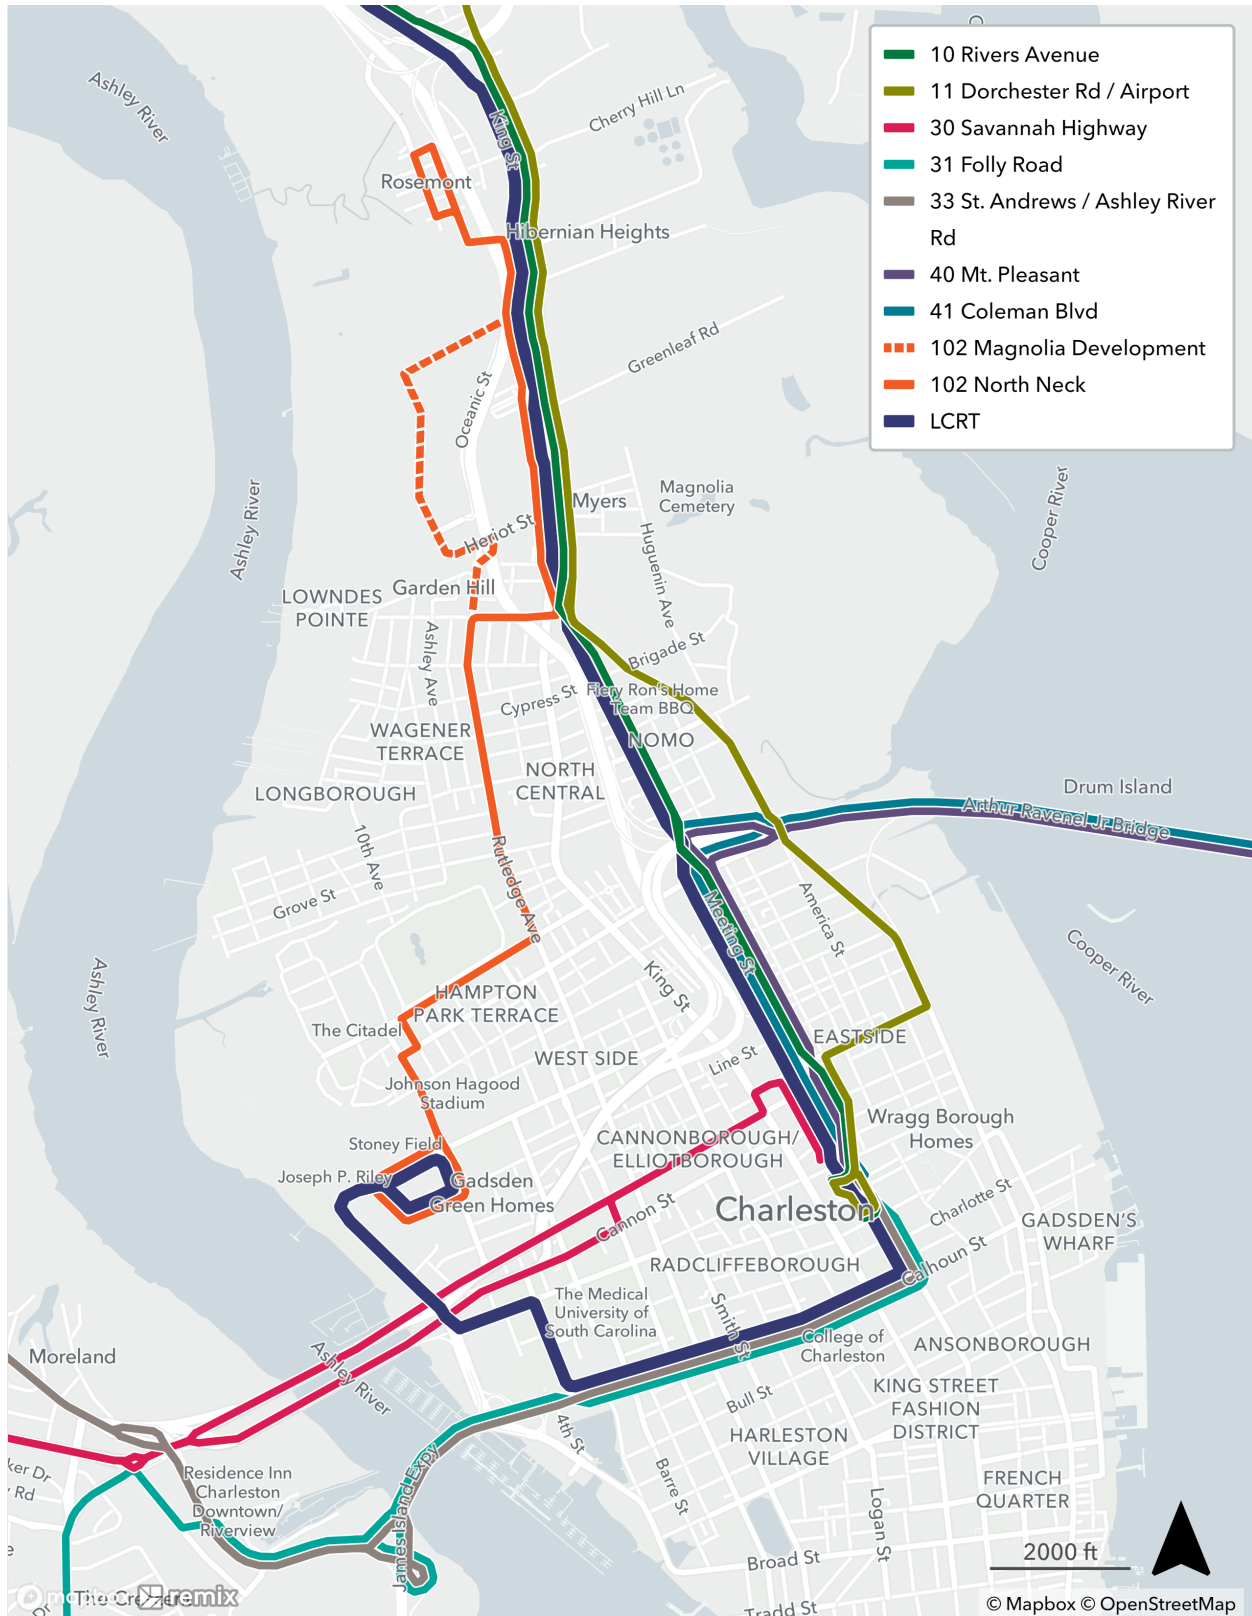 10 Rivers Avenue
11 Dorchester Rd / Airport
30 Savannah Highway
31 Folly Road
33 St. Andrews / Ashley River
Rd
40 Mt. Pleasant
41 Coleman Blvd
102 Magnolia Development
102 North Neck
LCRT
Ashley River
Cherry Hill Ln
King St
Rosemont
Hibernian Heights
Greenleaf Rd
Oceanic St
Myers
Magnolia
Cemetery
Cooper River
Ashley River
Heriot St
Huguenin Ave
Garden Hill
LOWNDES
POINTE
Ashley Ave
Brigade St
Cypress St
Fiery Ron's Home
Team BBQ
WAGENER
TERRACE
NOMO
NORTH
CENTRAL
LONGBOROUGH
Drum Island
Arthur Ravenel Jr Bridge
10th Ave
Rutledge Ave
Grove St
Meeting St
America St
Cooper River
King St
Ashley River
HAMPTON
PARK TERRACE
The Citadel
EASTSIDE
WEST SIDE
Line St
Johnson Hagood
Stadium
Wragg Borough
Homes
Stoney Field
CANNONBOROUGH/
ELLIOTBOROUGH
Joseph P. Riley
Gadsden
Green Homes
Cannon St
Charleston
Charlotte St
GADSDEN'S
WHARF
Calhoun St
RADCLIFFEBOROUGH
The Medical
University of
South Carolina
Smith St
College of
Charleston
ANSONBOROUGH
Moreland
Ashley River
Bull St
KING STREET
FASHION
DISTRICT
4th St
HARLESTON
VILLAGE
Residence Inn
Charleston
Downtown/
Riverview
ker Dr
Rd
James Island Expy
Barre St
Logan St
FRENCH
QUARTER
Broad St
2000 ft
mapbox
remix
Dr
Tradd St
© Mapbox © OpenStreetMap